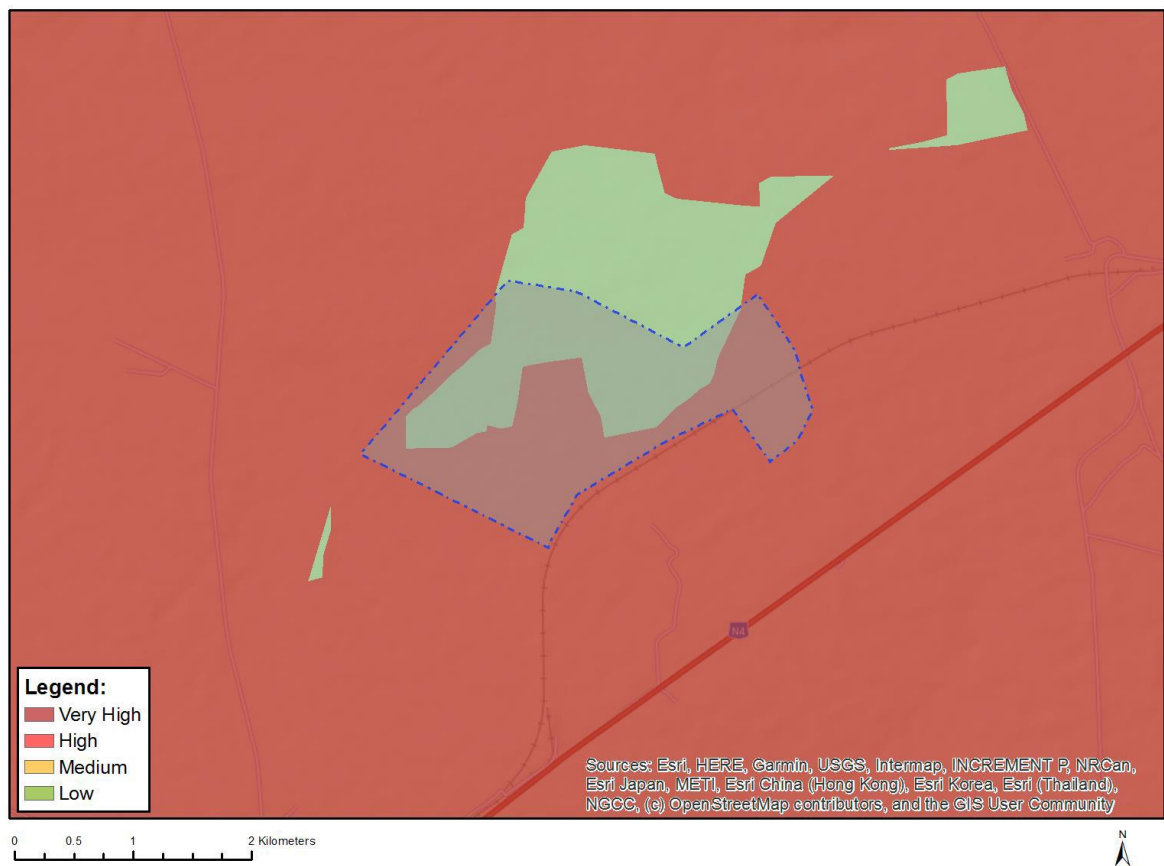 N4
Legend:
Very High
High
Medium
Low
Sources: Esri, HERE, Garmin, USGS, Intermap, INCREMENT P, NRCan,
Esri Japan, METI, Esri China (Hong Kong), Esri Korea, Esri (Thailand),
NGCC, (c) OpenStreetMap contributors, and the GIS User Community
0 0.5 1 2 Kilometers
N